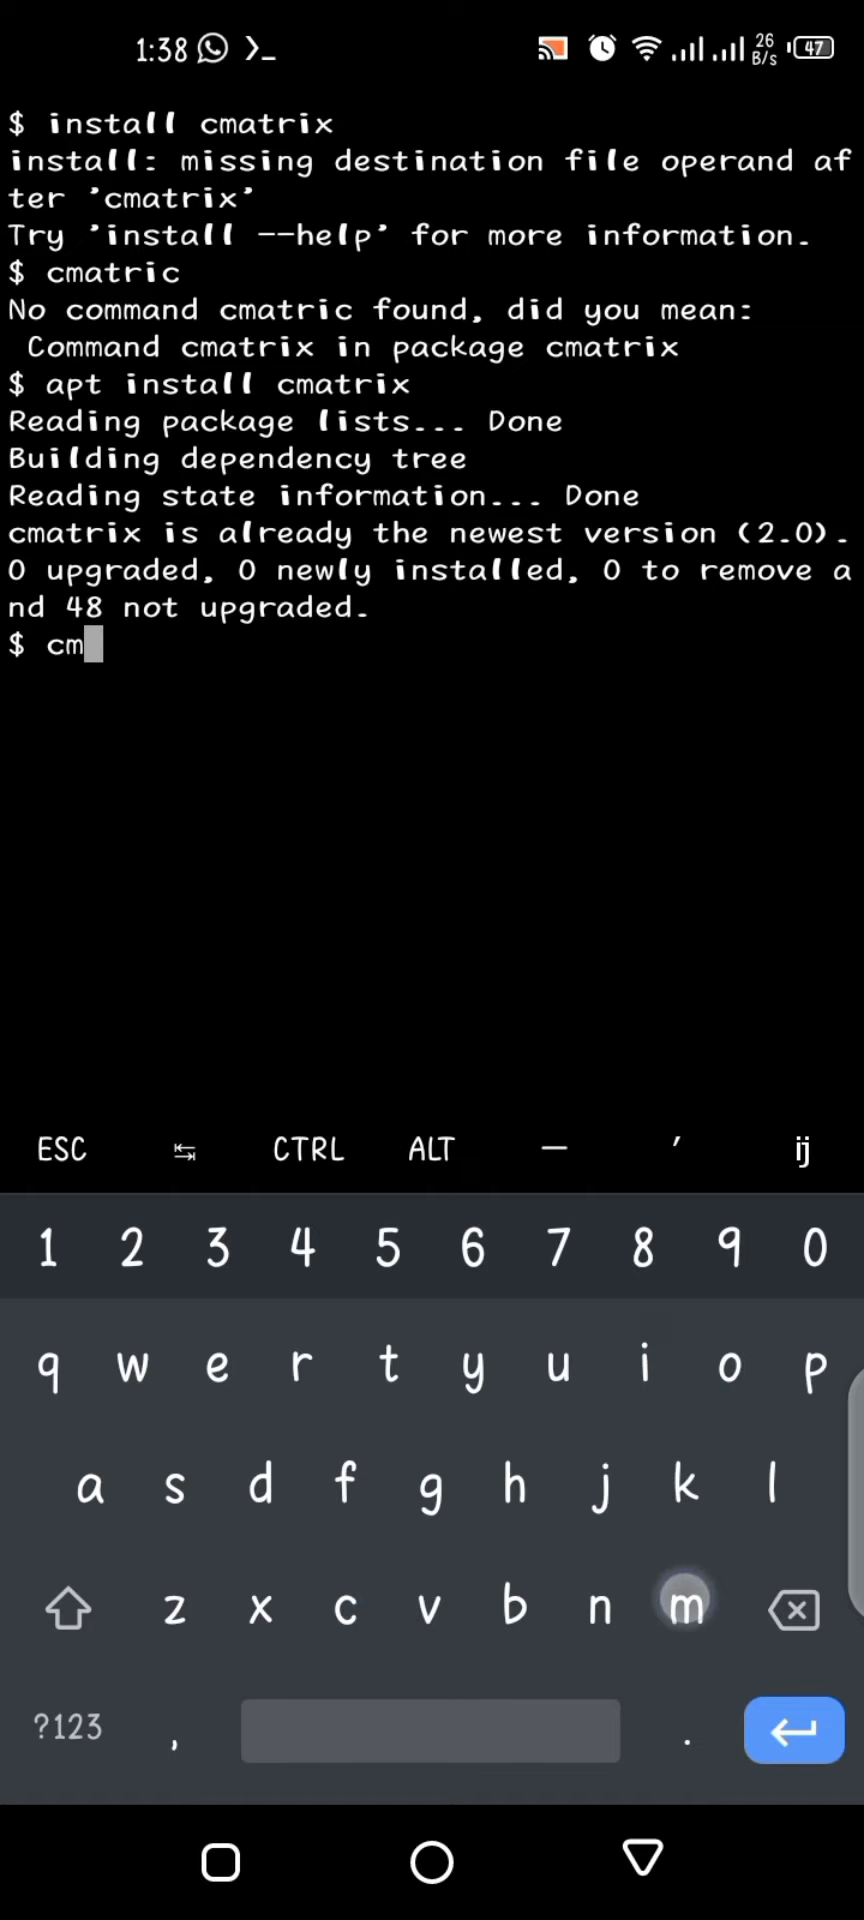 1:38 >_ 26 B/s 47
$ install cmatrix
install: missing destination file operand af
ter 'cmatrix'
Try 'install --help' for more information.
$ cmatric
No command cmatric found, did you mean:
Command cmatrix in package cmatrix
$ apt install cmatrix
Reading package lists... Done
Building dependency tree
Reading state information... Done
cmatrix is already the newest version (2.0).
0 upgraded, 0 newly installed, 0 to remove a
nd 48 not upgraded.
$ cm
ESC ↹ CTRL ALT — ′ ij
1 2 3 4 5 6 7 8 9 0
q w e r t y u i o p
a s d f g h j k l
z x c v b n m
?123 , .